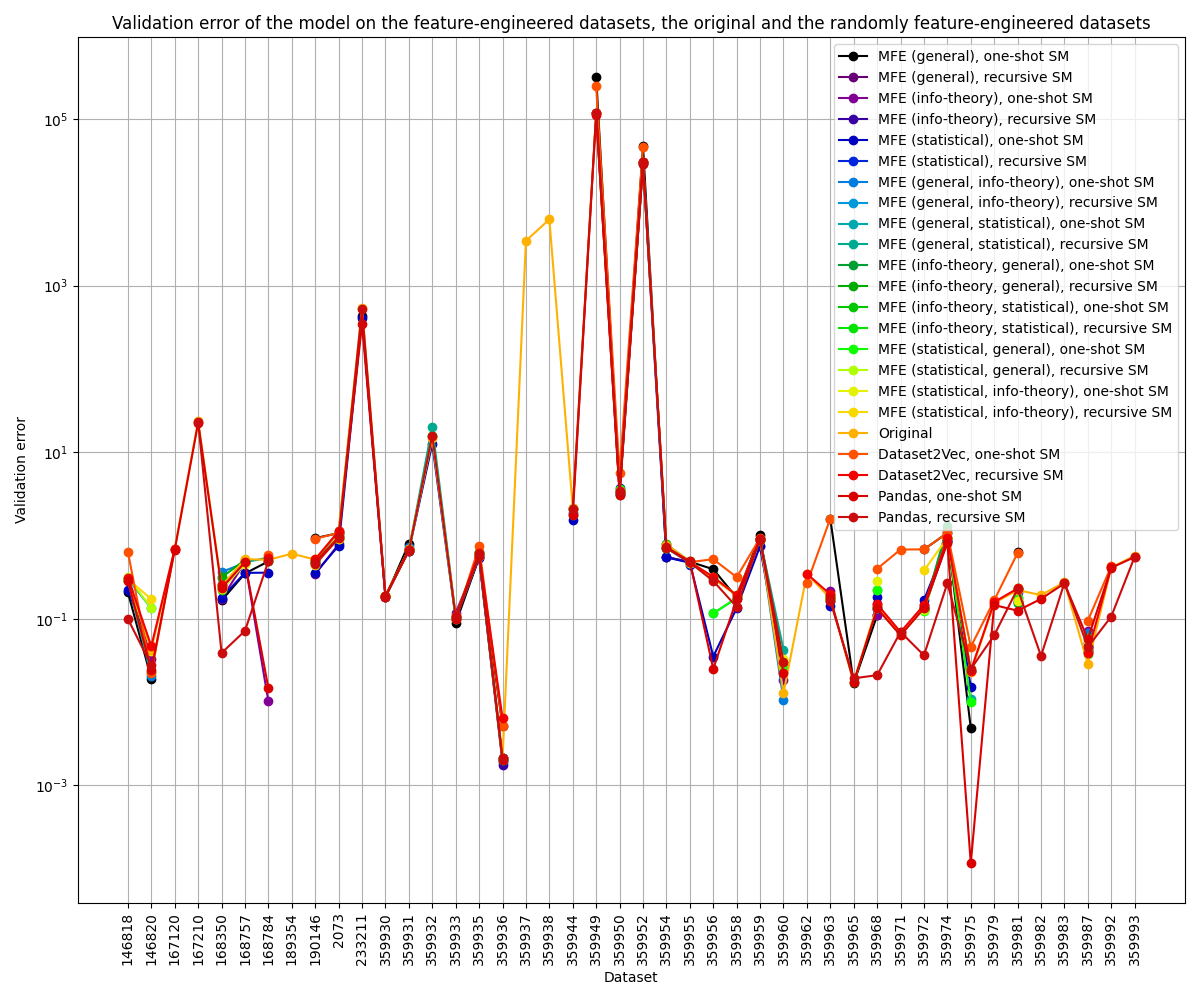 Validation error of the model on the feature-engineered datasets, the original and the randomly feature-engineered datasets
MFE (general), one-shot SM
MFE (general), recursive SM
MFE (info-theory), one-shot SM
MFE (info-theory), recursive SM
MFE (statistical), one-shot SM
MFE (statistical), recursive SM
MFE (general, info-theory), one-shot SM
MFE (general, info-theory), recursive SM
MFE (general, statistical), one-shot SM
MFE (general, statistical), recursive SM
MFE (info-theory, general), one-shot SM
MFE (info-theory, general), recursive SM
MFE (info-theory, statistical), one-shot SM
MFE (info-theory, statistical), recursive SM
MFE (statistical, general), one-shot SM
MFE (statistical, general), recursive SM
MFE (statistical, info-theory), one-shot SM
MFE (statistical, info-theory), recursive SM
Original
Dataset2Vec, one-shot SM
Dataset2Vec, recursive SM
Pandas, one-shot SM
Pandas, recursive SM
Validation error
10⁵
10³
10¹
10⁻¹
10⁻³
146818
146820
167120
167210
168350
168757
168784
189354
190146
2073
233211
359930
359931
359932
359933
359935
359936
359937
359938
359944
359949
359950
359952
359954
359955
359956
359958
359959
359960
359962
359963
359965
359968
359971
359972
359974
359975
359979
359981
359982
359983
359987
359992
359993
Dataset